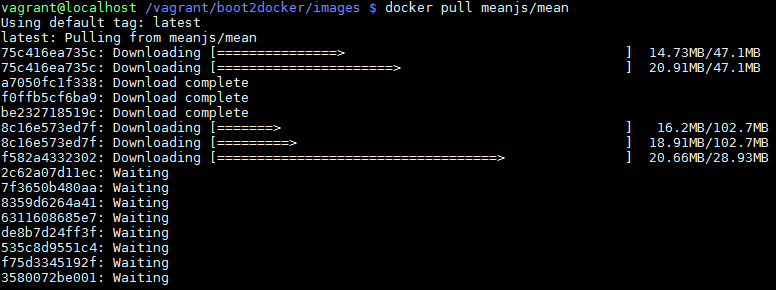 vagrant@localhost /vagrant/boot2docker/images $ docker pull meanjs/mean
Using default tag: latest
latest: Pulling from meanjs/mean
75c416ea735c: Downloading [===============>                                   ]  14.73MB/47.1MB
75c416ea735c: Downloading [======================>                            ]  20.91MB/47.1MB
a7050fc1f338: Download complete
f0ffb5cf6ba9: Download complete
be232718519c: Download complete
8c16e573ed7f: Downloading [=======>                                           ]   16.2MB/102.7MB
8c16e573ed7f: Downloading [=========>                                         ]  18.91MB/102.7MB
f582a4332302: Downloading [===================================>               ]  20.66MB/28.93MB
2c62a07d11ec: Waiting
7f3650b480aa: Waiting
8359d6264a41: Waiting
6311608685e7: Waiting
de8b7d24ff3f: Waiting
535c8d9551c4: Waiting
f75d3345192f: Waiting
3580072be001: Waiting